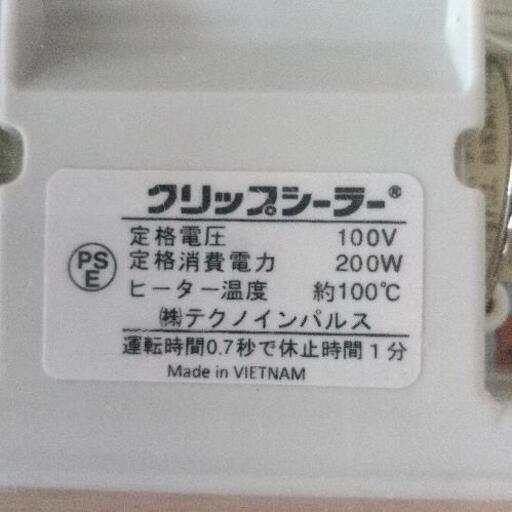 クリップシーラー®
PS
E
定格電圧 100V
定格消費電力 200W
ヒーター温度 約100℃
㈱テクノインパルス
運転時間0.7秒で休止時間1分
Made in VIETNAM